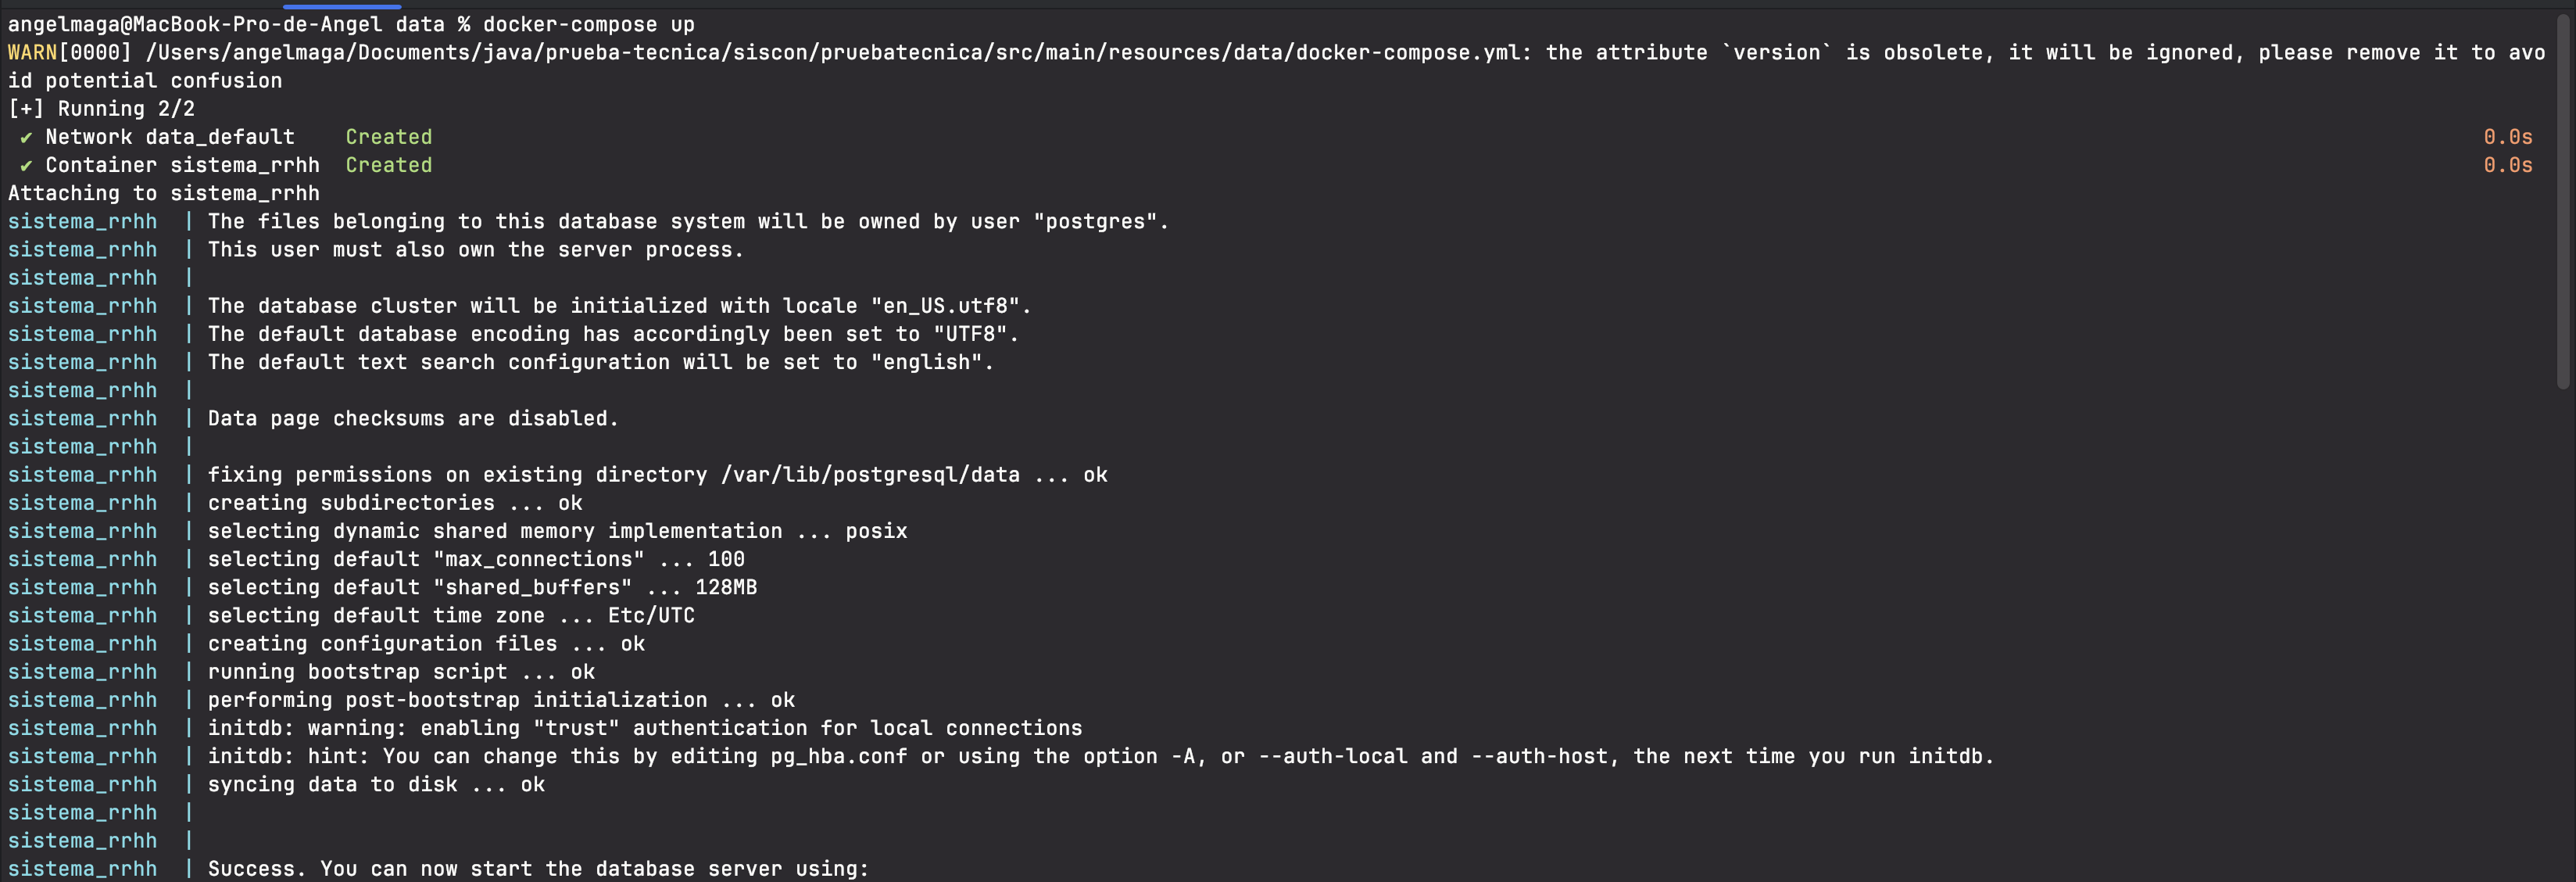 angelmaga@MacBook-Pro-de-Angel data % docker-compose up
WARN[0000] /Users/angelmaga/Documents/java/prueba-tecnica/siscon/pruebatecnica/src/main/resources/data/docker-compose.yml: the attribute `version` is obsolete, it will be ignored, please remove it to avo
id potential confusion
[+] Running 2/2
✔ Network data_default    Created    0.0s
✔ Container sistema_rrhh  Created    0.0s
Attaching to sistema_rrhh
sistema_rrhh  | The files belonging to this database system will be owned by user "postgres".
sistema_rrhh  | This user must also own the server process.
sistema_rrhh  |
sistema_rrhh  | The database cluster will be initialized with locale "en_US.utf8".
sistema_rrhh  | The default database encoding has accordingly been set to "UTF8".
sistema_rrhh  | The default text search configuration will be set to "english".
sistema_rrhh  |
sistema_rrhh  | Data page checksums are disabled.
sistema_rrhh  |
sistema_rrhh  | fixing permissions on existing directory /var/lib/postgresql/data ... ok
sistema_rrhh  | creating subdirectories ... ok
sistema_rrhh  | selecting dynamic shared memory implementation ... posix
sistema_rrhh  | selecting default "max_connections" ... 100
sistema_rrhh  | selecting default "shared_buffers" ... 128MB
sistema_rrhh  | selecting default time zone ... Etc/UTC
sistema_rrhh  | creating configuration files ... ok
sistema_rrhh  | running bootstrap script ... ok
sistema_rrhh  | performing post-bootstrap initialization ... ok
sistema_rrhh  | initdb: warning: enabling "trust" authentication for local connections
sistema_rrhh  | initdb: hint: You can change this by editing pg_hba.conf or using the option -A, or --auth-local and --auth-host, the next time you run initdb.
sistema_rrhh  | syncing data to disk ... ok
sistema_rrhh  |
sistema_rrhh  |
sistema_rrhh  | Success. You can now start the database server using: